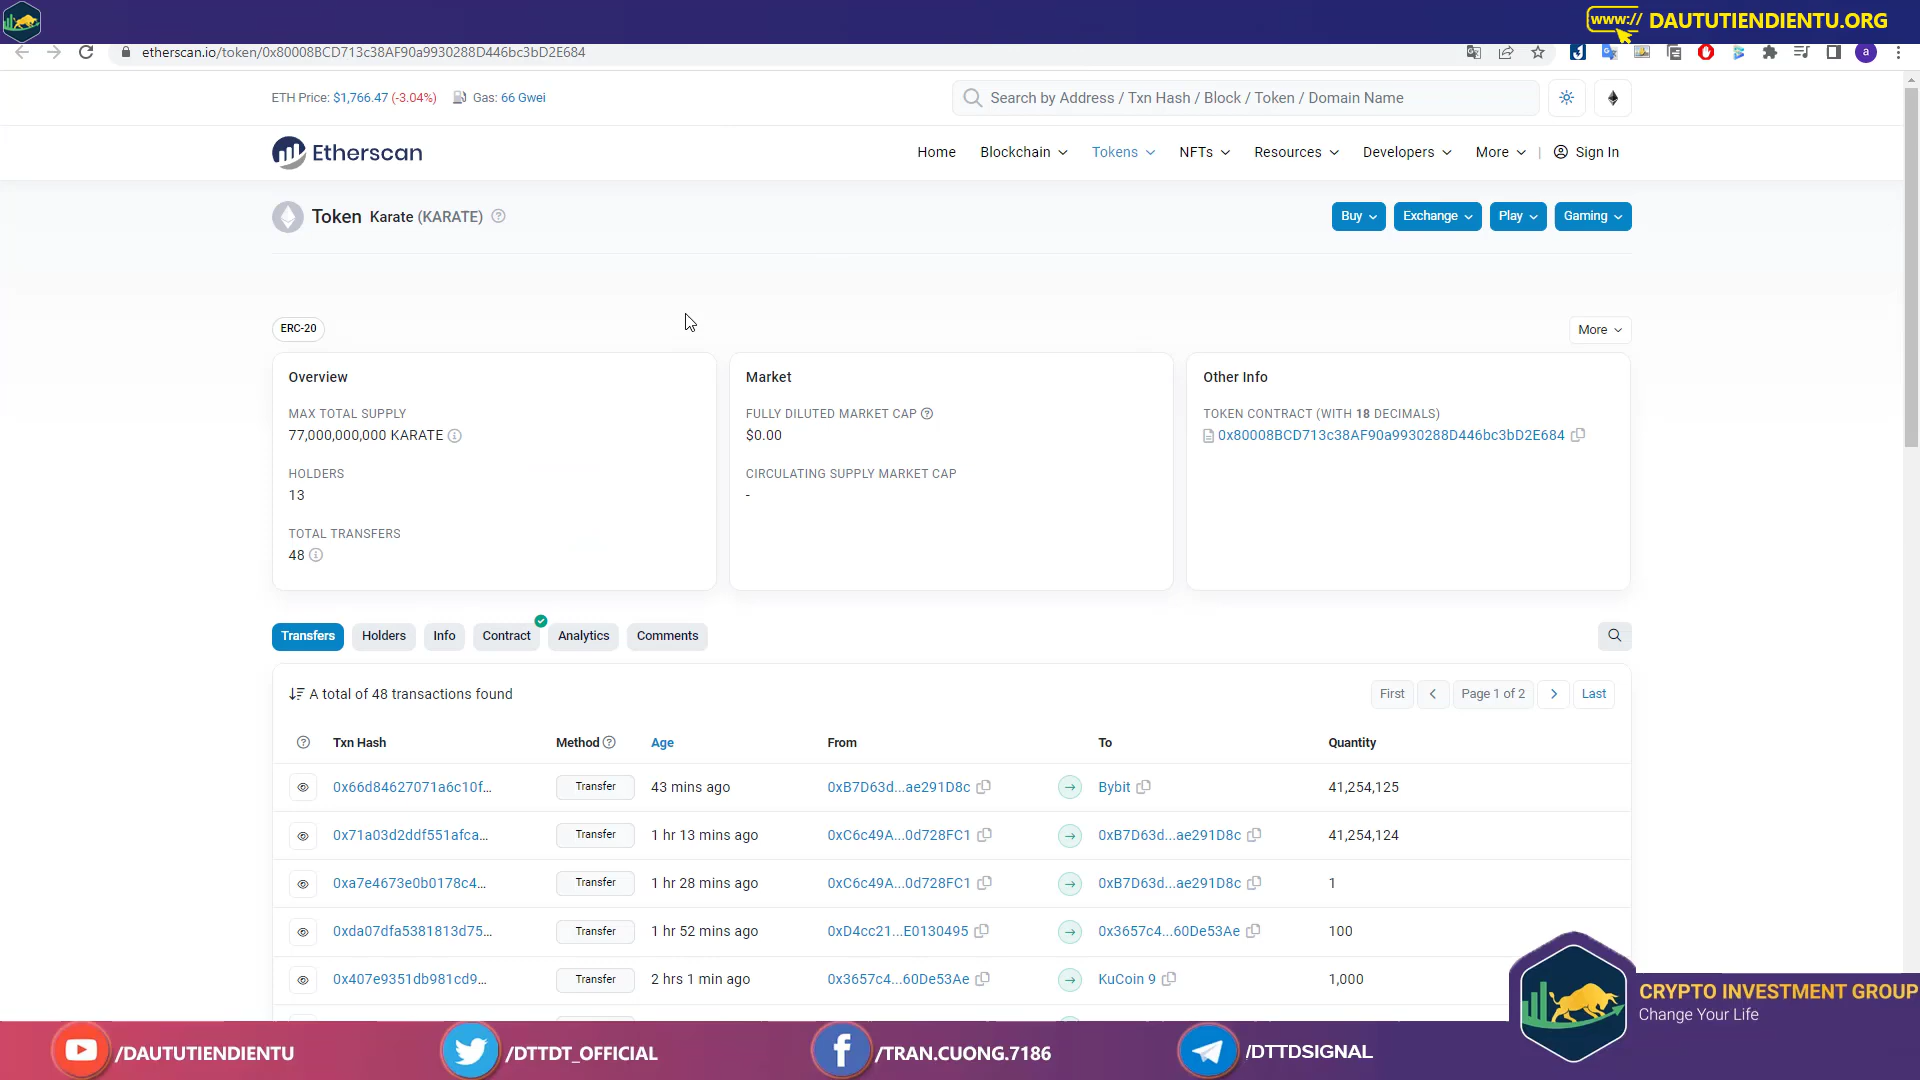 www:// DAUTUTIENDIENTU.ORG
etherscan.io/token/0x80008BCD713c38AF90a9930288D446bc3bD2E684
a
ETH Price: $1,766.47 (-3.04%) Gas: 66 Gwei
Search by Address / Txn Hash / Block / Token / Domain Name
Etherscan
Home Blockchain Tokens NFTs Resources Developers More | Sign In
Token Karate (KARATE)
Buy Exchange Play Gaming
ERC-20
More
Overview
MAX TOTAL SUPPLY
77,000,000,000 KARATE
HOLDERS
13
TOTAL TRANSFERS
48
Market
FULLY DILUTED MARKET CAP
$0.00
CIRCULATING SUPPLY MARKET CAP
-
Other Info
TOKEN CONTRACT (WITH 18 DECIMALS)
0x80008BCD713c38AF90a9930288D446bc3bD2E684
Transfers Holders Info Contract Analytics Comments
A total of 48 transactions found
First Page 1 of 2 Last
Txn Hash Method Age From To Quantity
0x66d84627071a6c10f... Transfer 43 mins ago 0xB7D63d...ae291D8c Bybit 41,254,125
0x71a03d2ddf551afca... Transfer 1 hr 13 mins ago 0xC6c49A...0d728FC1 0xB7D63d...ae291D8c 41,254,124
0xa7e4673e0b0178c4... Transfer 1 hr 28 mins ago 0xC6c49A...0d728FC1 0xB7D63d...ae291D8c 1
0xda07dfa5381813d75... Transfer 1 hr 52 mins ago 0xD4cc21...E0130495 0x3657c4...60De53Ae 100
0x407e9351db981cd9... Transfer 2 hrs 1 min ago 0x3657c4...60De53Ae KuCoin 9 1,000
CRYPTO INVESTMENT GROUP
Change Your Life
/DAUTUTIENDIENTU /DTTDT_OFFICIAL /TRAN.CUONG.7186 /DTTDSIGNAL